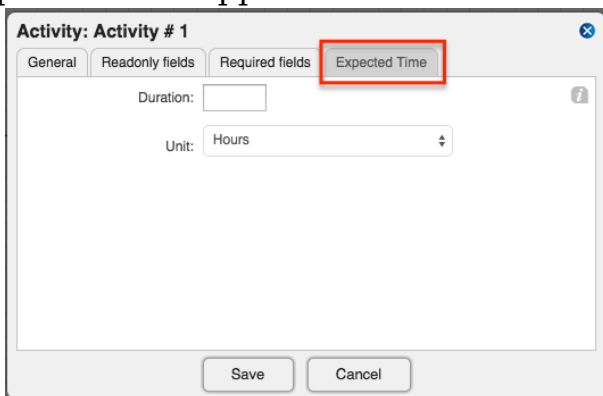 Activity: Activity # 1
General Readonly fields Required fields Expected Time
Duration:
Unit: Hours
Save Cancel